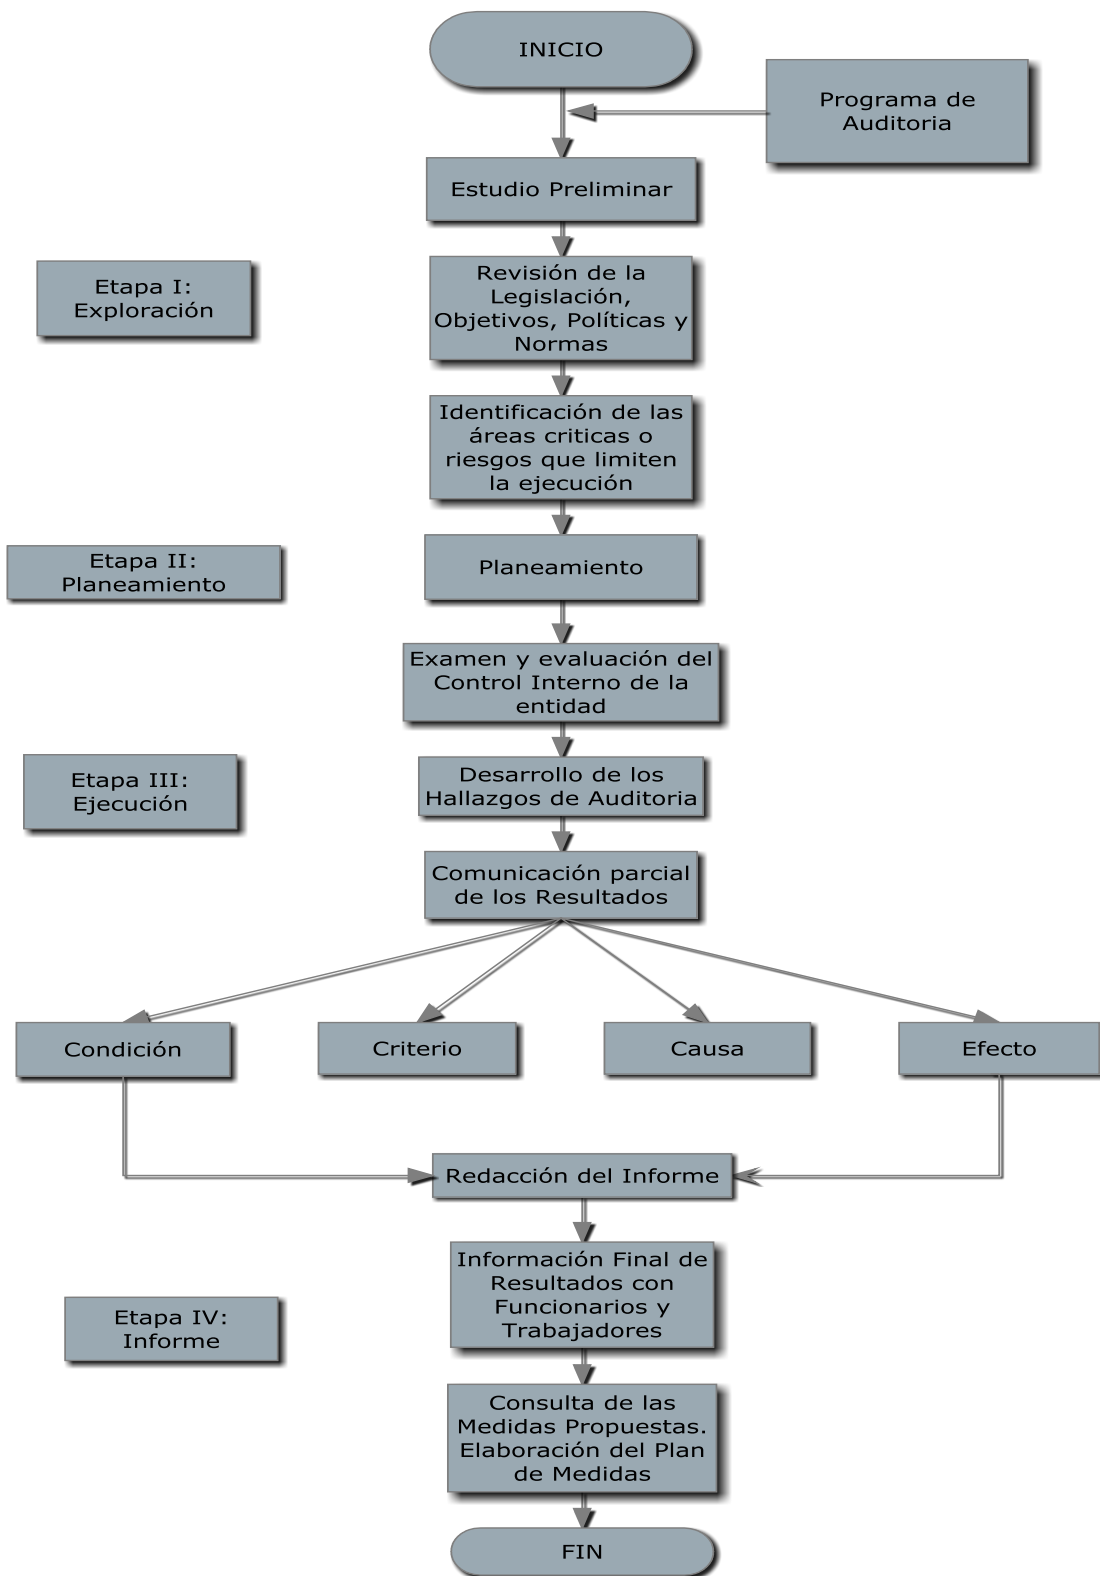 INICIO
Programa de
Auditoria
Estudio Preliminar
Etapa I:
Exploración
Revisión de la
Legislación,
Objetivos, Políticas y
Normas
Identificación de las
áreas criticas o
riesgos que limiten
la ejecución
Etapa II:
Planeamiento
Planeamiento
Examen y evaluación del
Control Interno de la
entidad
Etapa III:
Ejecución
Desarrollo de los
Hallazgos de Auditoria
Comunicación parcial
de los Resultados
Condición
Criterio
Causa
Efecto
Redacción del Informe
Información Final de
Resultados con
Funcionarios y
Trabajadores
Etapa IV:
Informe
Consulta de las
Medidas Propuestas.
Elaboración del Plan
de Medidas
FIN